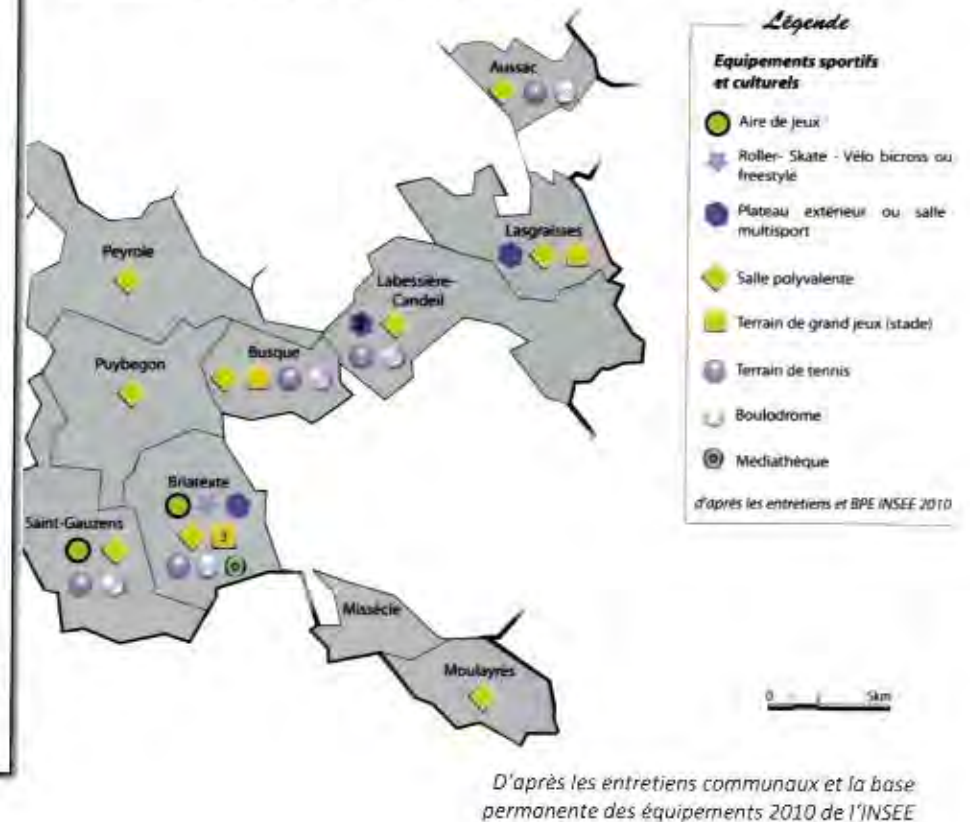 Légende
Equipements sportifs
et culturels
Aire de jeux
Roller- Skate - Vélo bicross ou
freestyle
Plateau extérieur ou salle
multisport
Salle polyvalente
Terrain de grand jeux (stade)
Terrain de tennis
Boulodrome
Médiathèque
d'après les entretiens et BPE INSEE 2010
Aussac
Lasgraisses
Peyrole
Labessière-
Candeil
Busque
Puybegon
Briatexte
3
Saint-Gauzens
Missècle
Moulayrès
0 5km
D'après les entretiens communaux et la base
permanente des équipements 2010 de l'INSEE